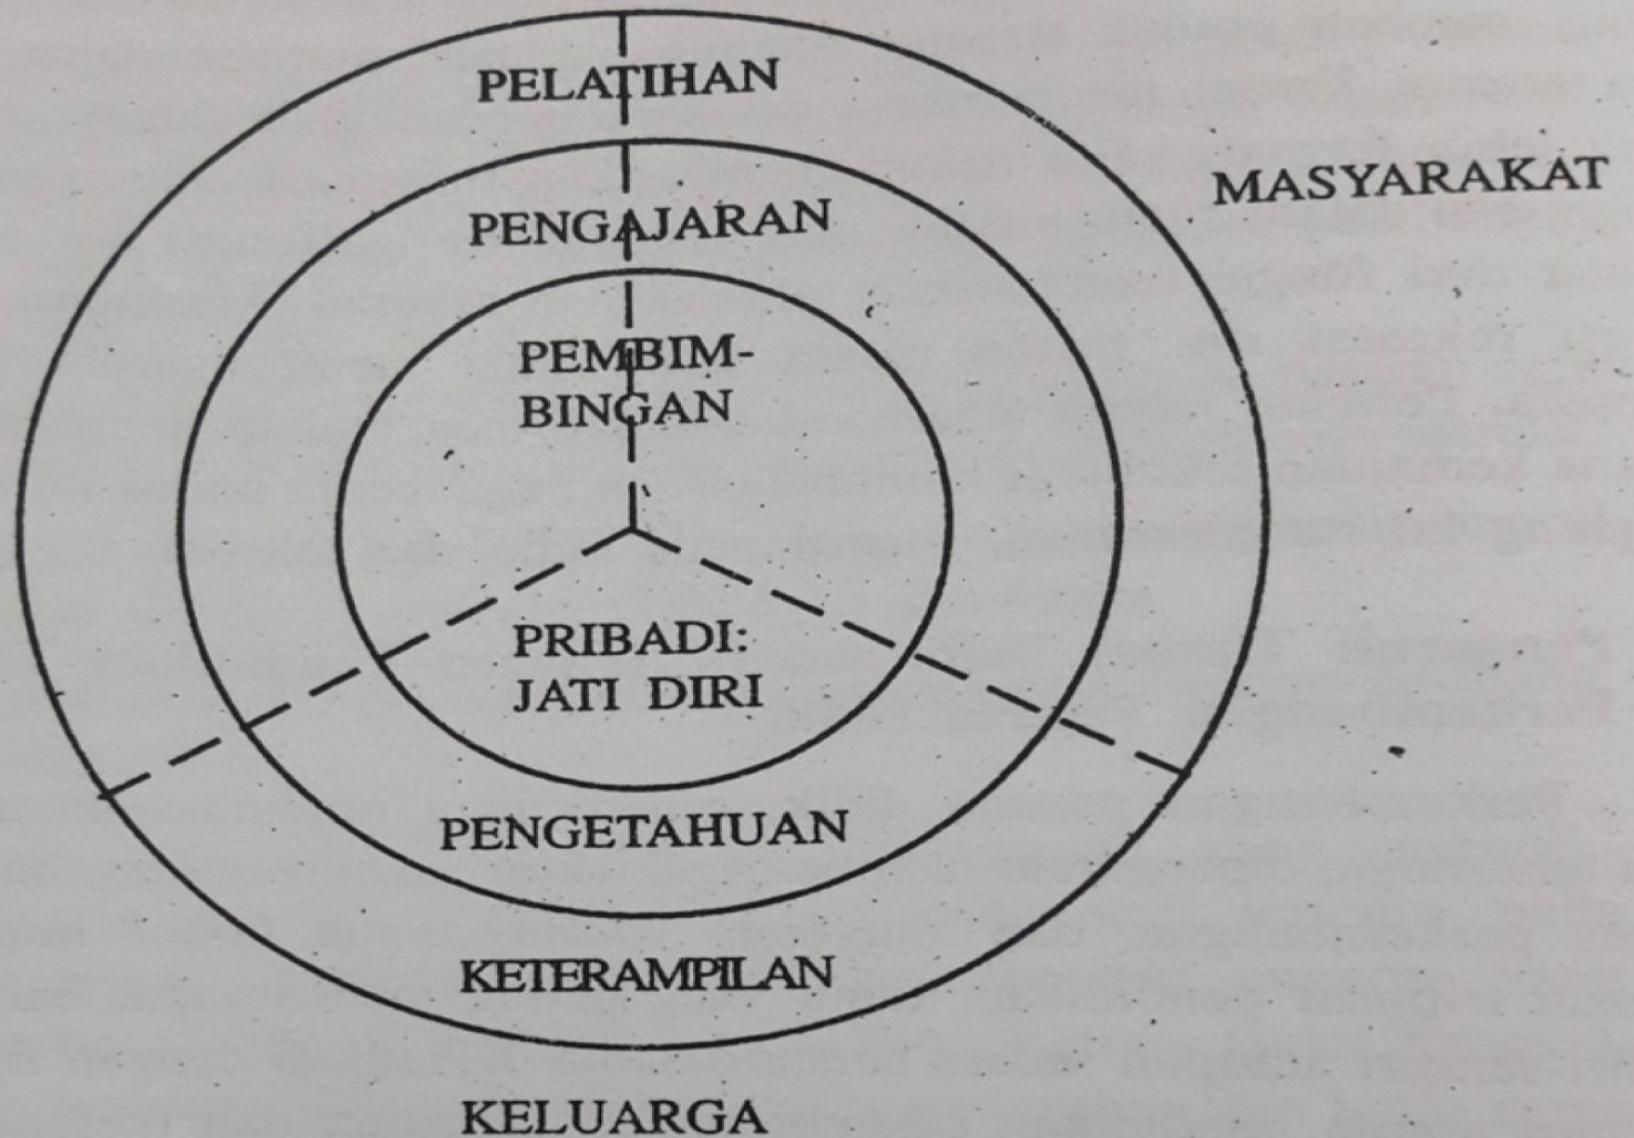 PELATIHAN
MASYARAKAT
PENGAJARAN
PEMBIM-
BINGAN
PRIBADI:
JATI DIRI
PENGETAHUAN
KETERAMPILAN
KELUARGA